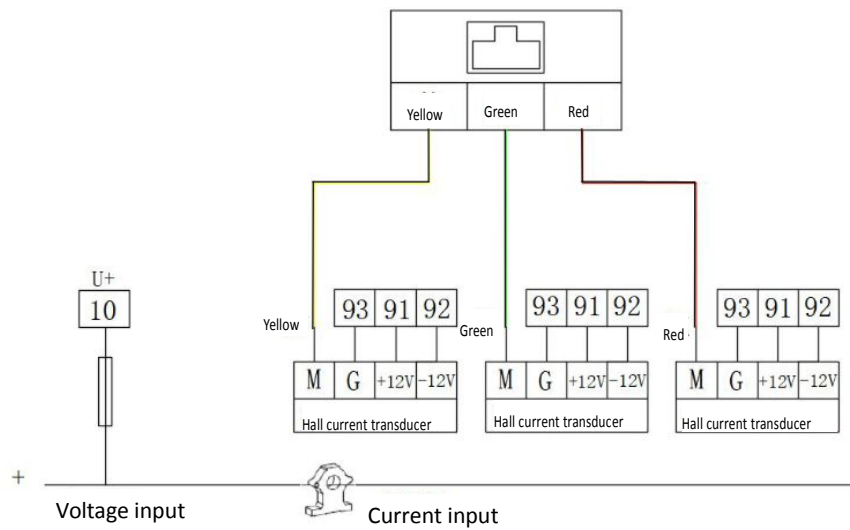 Yellow Green Red
U+
10
93 91 92
93 91 92
93 91 92
Yellow
Green
Red
M G +12V -12V
Hall current transducer
M G +12V -12V
Hall current transducer
M G +12V -12V
Hall current transducer
+
Voltage input
Current input